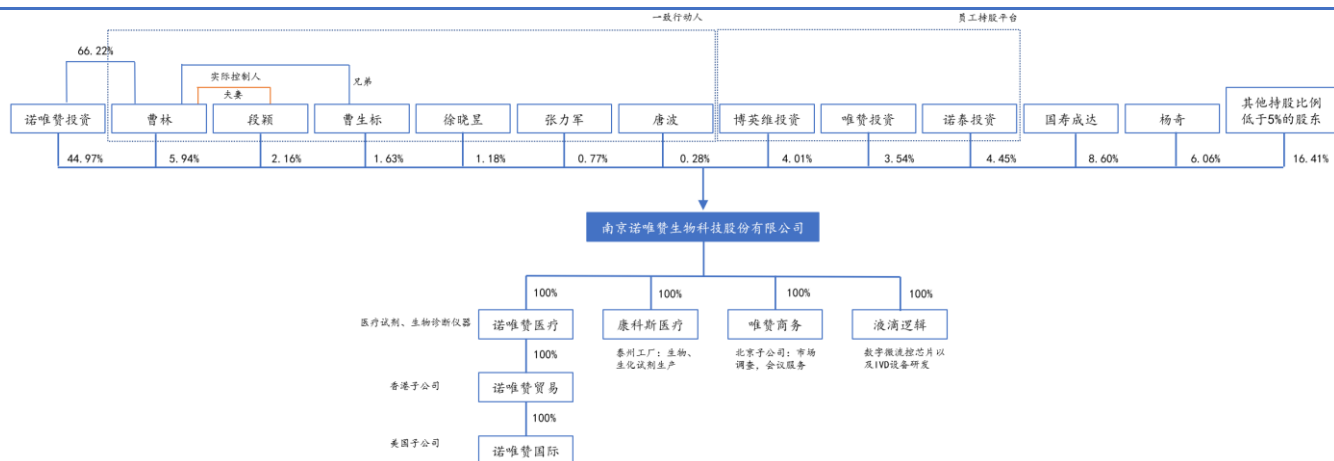 一致行动人
员工持股平台
66.22%
实际控制人
兄弟
夫妻
诺唯赞投资
曹林
段颖
曹生标
徐晓昱
张力军
唐波
博英维投资
唯赞投资
诺泰投资
国寿成达
杨奇
其他持股比例
低于5%的股东
44.97%
5.94%
2.16%
1.63%
1.18%
0.77%
0.28%
4.01%
3.54%
4.45%
8.60%
6.06%
16.41%
南京诺唯赞生物科技股份有限公司
100%
100%
100%
100%
医疗试剂、生物诊断仪器
诺唯赞医疗
康科斯医疗
唯赞商务
液滴逻辑
泰州工厂：生物、
生化试剂生产
北京子公司：市场
调查，会议服务
数字微流控芯片以
及IVD设备研发
100%
香港子公司
诺唯赞贸易
100%
美国子公司
诺唯赞国际